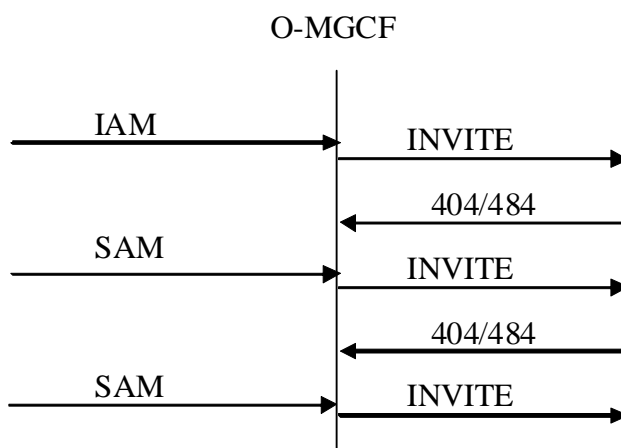 O-MGCF
IAM
INVITE
404/484
SAM
INVITE
404/484
SAM
INVITE